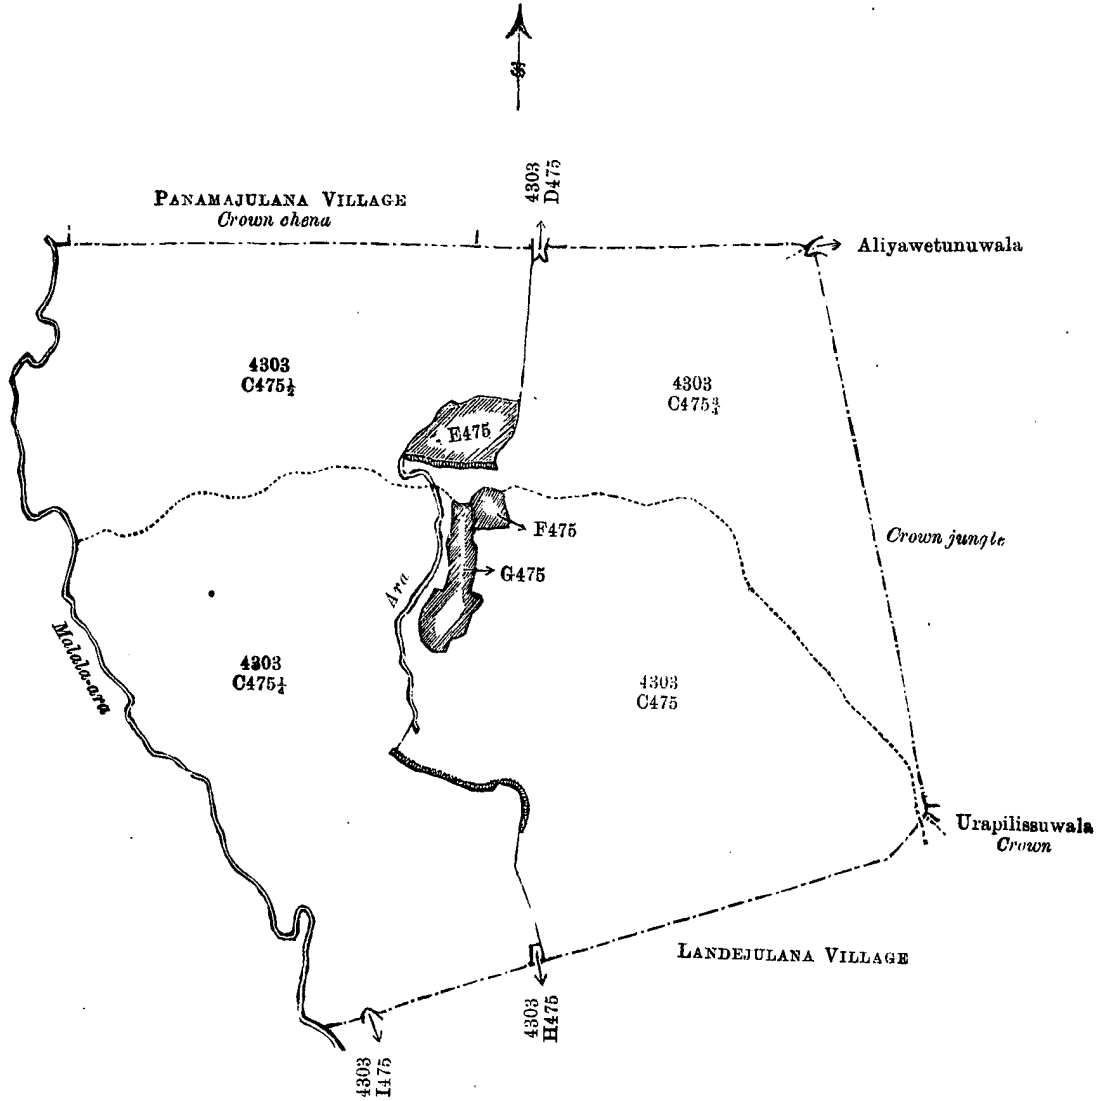 4303
D475
PANAMAJULANA VILLAGE
Crown chena
Aliyawetunuwala
4303
C475½
4303
C475¾
E475
F475
Crown jungle
G475
Ara
Malala-ara
4303
C475¼
4303
C475
Urapilissuwala
Crown
LANDEJULANA VILLAGE
4303
H475
4303
I475